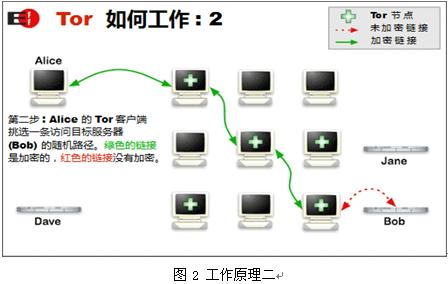 EFF Tor 如何工作：2
Tor 节点
未加密链接
加密链接
Alice
第二步：Alice 的 Tor 客户端
挑选一条访问目标服务器
(Bob) 的随机路径。绿色的链接
是加密的，红色的链接没有加密。
Jane
Dave
Bob
图 2 工作原理二